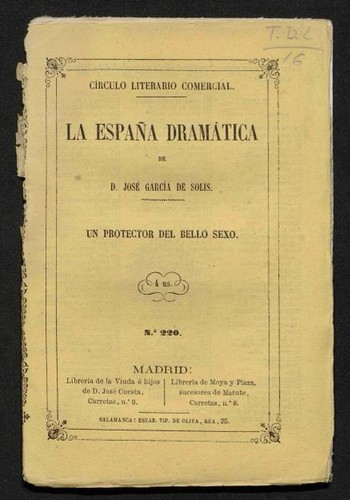 T.D.L
16
CÍRCULO LITERARIO COMERCIAL.
LA ESPAÑA DRAMÁTICA
DE
D. JOSÉ GARCÍA DE SOLIS.
UN PROTECTOR DEL BELLO SEXO.
4 RS.
N.º 220.
MADRID:
Librería de la Viuda é hijos
de D. José Cuesta,
Carretas, n.º 9.
Librería de Moya y Plaza,
sucesores de Matute,
Carretas, n.º 8.
SALAMANCA: ESTAB. TIP. DE OLIVA, RUA, 25.